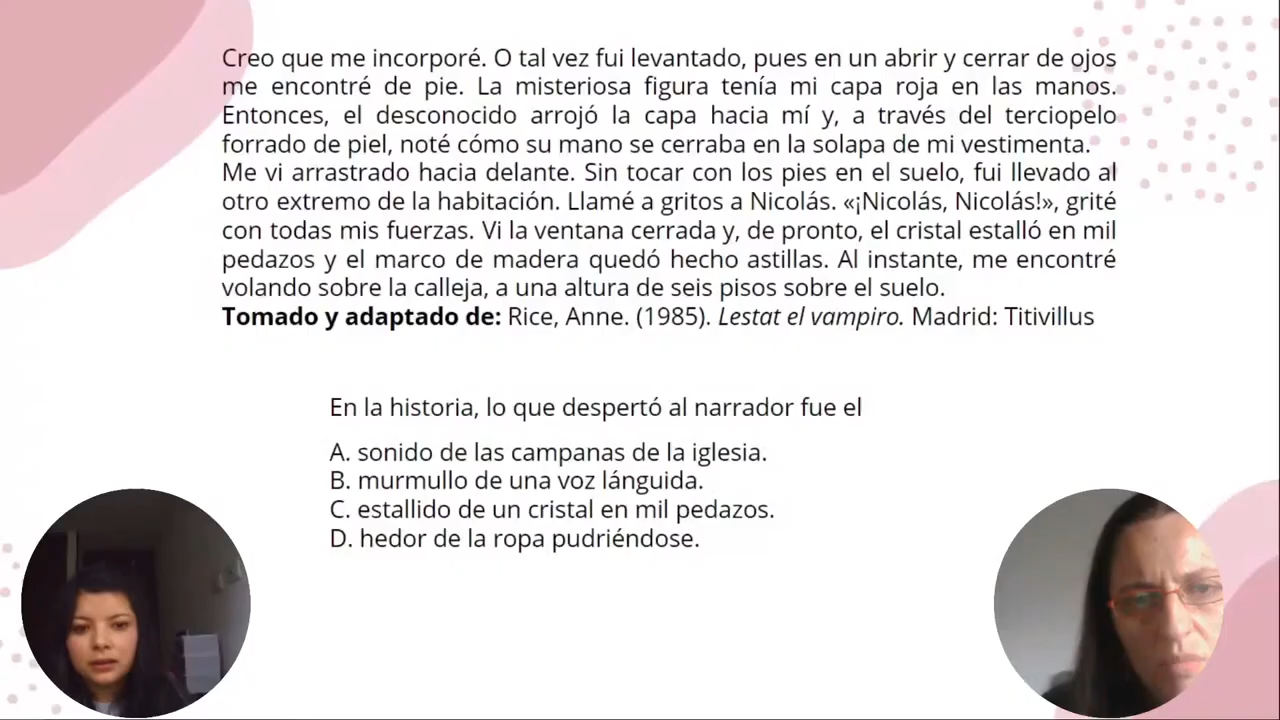 Creo que me incorporé. O tal vez fui levantado, pues en un abrir y cerrar de ojos
me encontré de pie. La misteriosa figura tenía mi capa roja en las manos.
Entonces, el desconocido arrojó la capa hacia mí y, a través del terciopelo
forrado de piel, noté cómo su mano se cerraba en la solapa de mi vestimenta.
Me vi arrastrado hacia delante. Sin tocar con los pies en el suelo, fui llevado al
otro extremo de la habitación. Llamé a gritos a Nicolás. «¡Nicolás, Nicolás!», grité
con todas mis fuerzas. Vi la ventana cerrada y, de pronto, el cristal estalló en mil
pedazos y el marco de madera quedó hecho astillas. Al instante, me encontré
volando sobre la calleja, a una altura de seis pisos sobre el suelo.
Tomado y adaptado de: Rice, Anne. (1985). Lestat el vampiro. Madrid: Titivillus
En la historia, lo que despertó al narrador fue el
A. sonido de las campanas de la iglesia.
B. murmullo de una voz lánguida.
C. estallido de un cristal en mil pedazos.
D. hedor de la ropa pudriéndose.